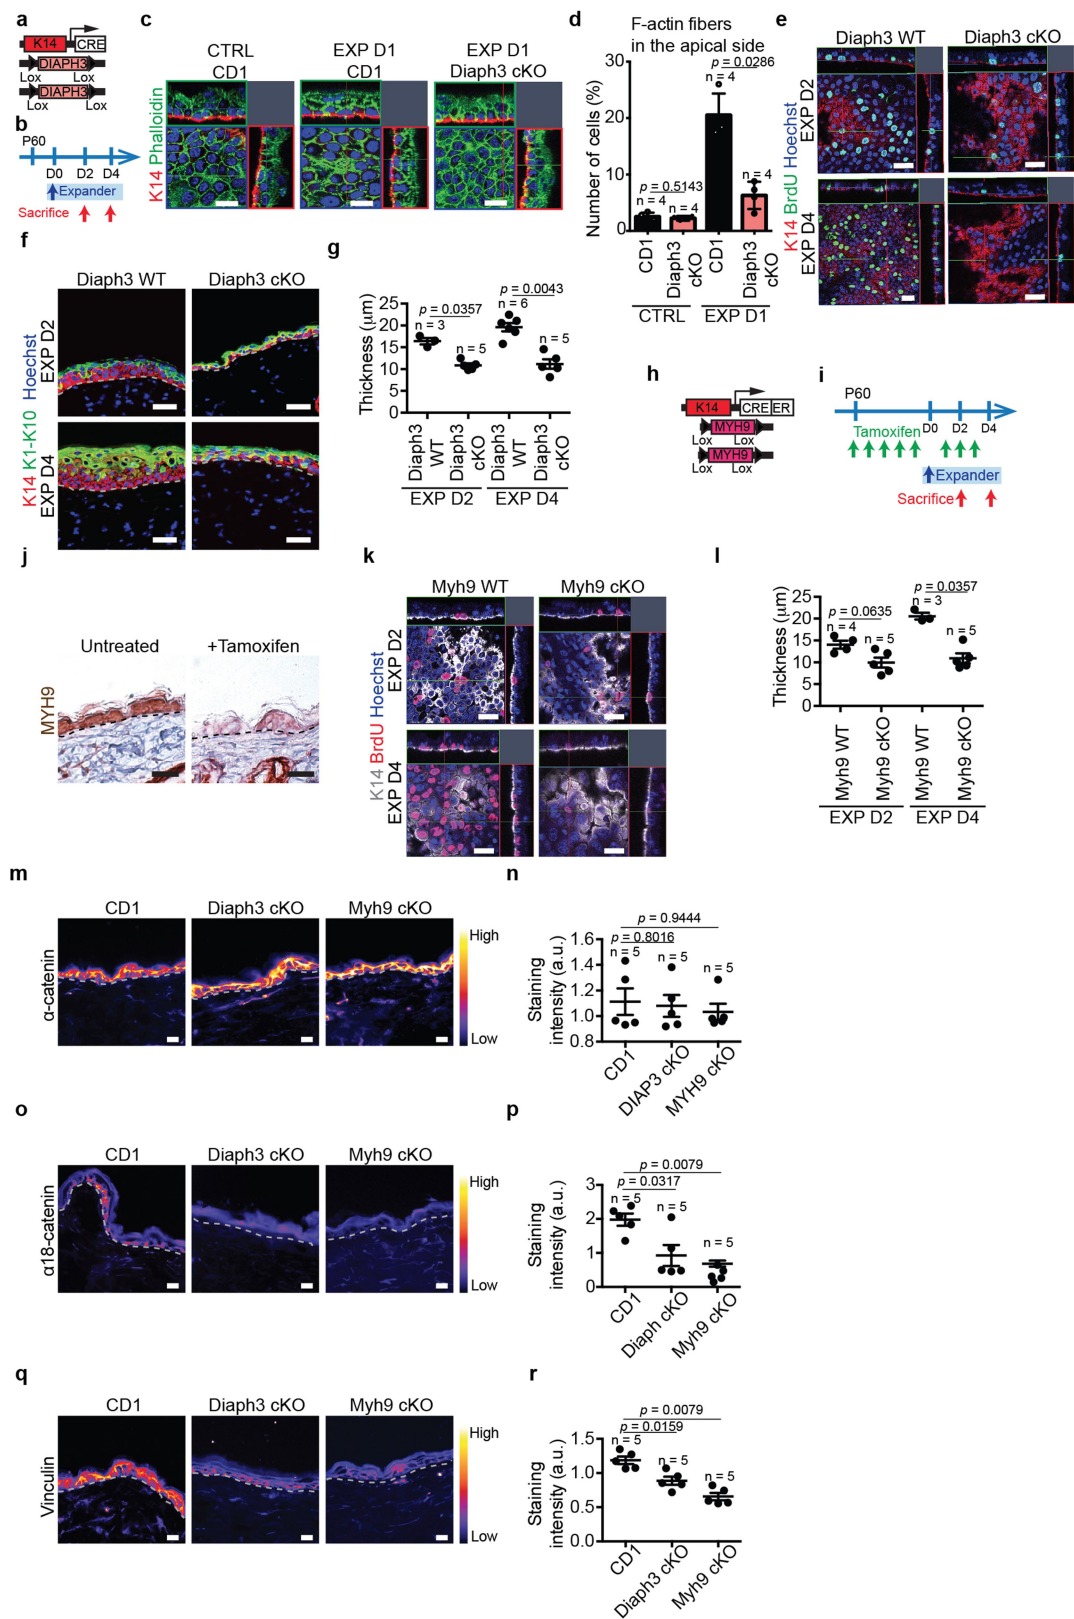 a
K14
CRE
DIAPH3
Lox Lox
DIAPH3
Lox Lox
b
P60
D0 D2 D4
Expander
Sacrifice
c
CTRL
CD1
EXP D1
CD1
EXP D1
Diaph3 cKO
K14 Phalloidin
d
F-actin fibers
in the apical side
p = 0.0286
n = 4
n = 4
p = 0.5143
n = 4
n = 4
Number of cells (%)
30
20
10
0
CD1
Diaph3 cKO
CD1
Diaph3 cKO
CTRL
EXP D1
e
Diaph3 WT
Diaph3 cKO
K14 BrdU Hoechst
EXP D2
EXP D4
f
Diaph3 WT
Diaph3 cKO
K14 K1-K10 Hoechst
EXP D2
EXP D4
g
p = 0.0043
p = 0.0357
n = 6
n = 3
n = 5
n = 5
Thickness (µm)
25
20
15
10
5
0
Diaph3 WT
Diaph3 cKO
Diaph3 WT
Diaph3 cKO
EXP D2
EXP D4
h
K14
CRE ER
MYH9
Lox Lox
MYH9
Lox Lox
i
P60
Tamoxifen
D0 D2 D4
Expander
Sacrifice
j
Untreated
+Tamoxifen
MYH9
k
Myh9 WT
Myh9 cKO
K14 BrdU Hoechst
EXP D2
EXP D4
l
p = 0.0357
p = 0.0635
n = 3
n = 4
n = 5
n = 5
Thickness (µm)
25
20
15
10
5
0
Myh9 WT
Myh9 cKO
Myh9 WT
Myh9 cKO
EXP D2
EXP D4
m
CD1
Diaph3 cKO
Myh9 cKO
α-catenin
High
Low
n
p = 0.9444
p = 0.8016
n = 5
n = 5
n = 5
Staining
intensity (a.u.)
1.6
1.4
1.2
1.0
0.8
CD1
DIAP3 cKO
MYH9 cKO
o
CD1
Diaph3 cKO
Myh9 cKO
α18-catenin
High
Low
p
p = 0.0079
p = 0.0317
n = 5
n = 5
n = 5
Staining
intensity (a.u.)
3
2
1
0
CD1
Diaph cKO
Myh9 cKO
q
CD1
Diaph3 cKO
Myh9 cKO
Vinculin
High
Low
r
p = 0.0079
p = 0.0159
n = 5
n = 5
n = 5
Staining
intensity (a.u.)
1.5
1.0
0.5
0.0
CD1
Diaph3 cKO
Myh9 cKO